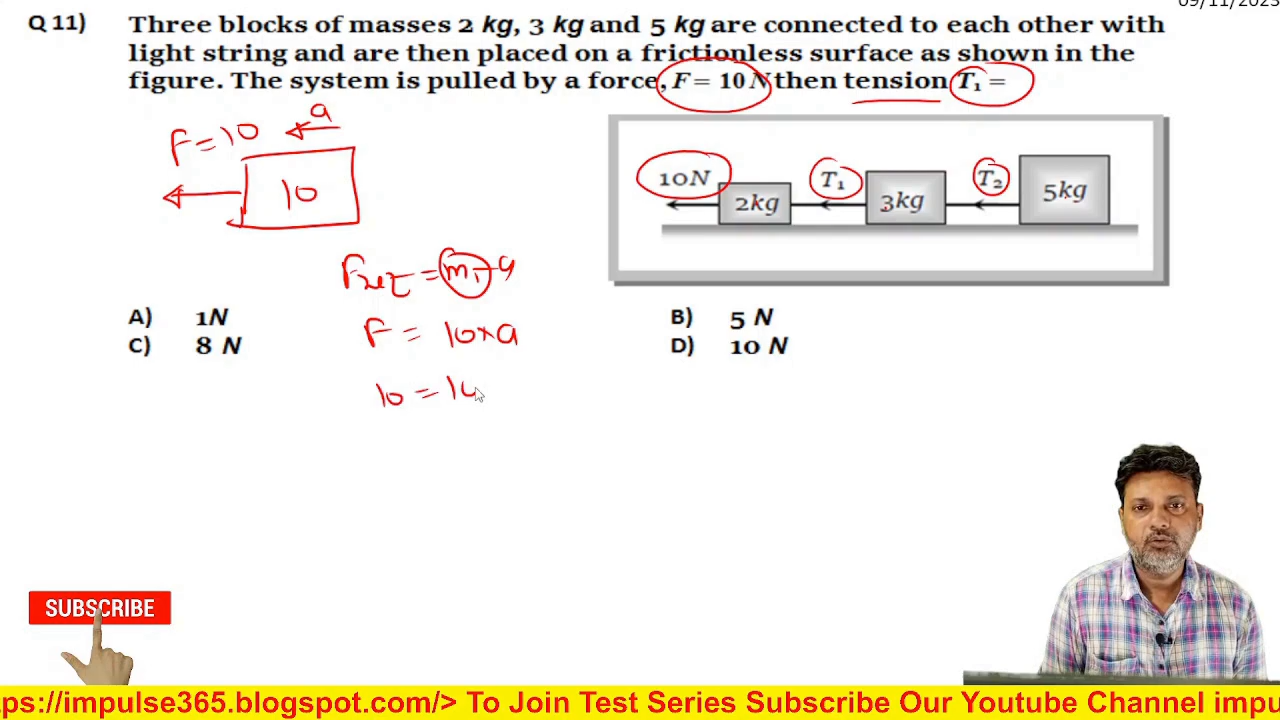 09/11/2023
Q 11) Three blocks of masses 2 kg, 3 kg and 5 kg are connected to each other with
light string and are then placed on a frictionless surface as shown in the
figure. The system is pulled by a force, F = 10 N then tension T₁ =
F = 10
a
10
10N
T₁
T₂
2kg
3kg
5kg
F = 10 × a
A) 1N
B) 5 N
C) 8 N
D) 10 N
SUBSCRIBE
ps://impulse365.blogspot.com/> To Join Test Series Subscribe Our Youtube Channel impu